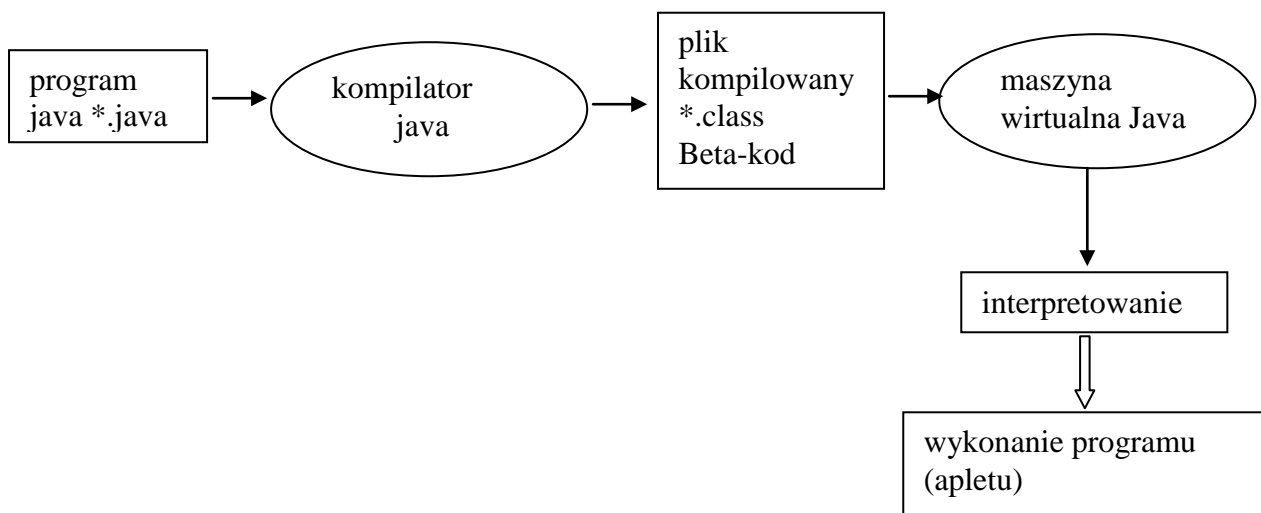 program
java *.java
kompilator
java
plik
kompilowany
*.class
Beta-kod
maszyna
wirtualna Java
interpretowanie
wykonanie programu
(apletu)